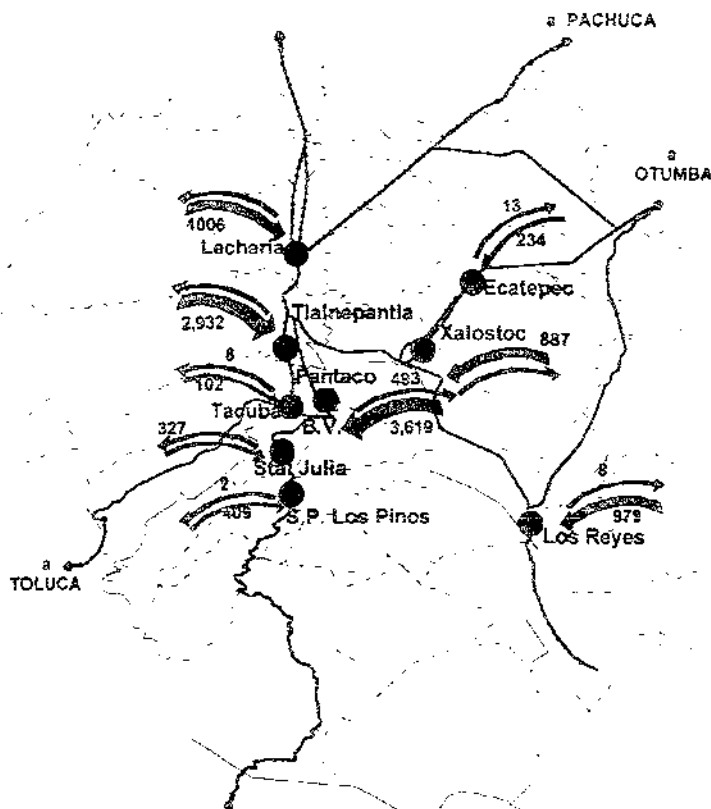 a PACHUCA
a
OTUMBA
13
234
1006
Lecharia
Ecatepec
Tlalnepantla
2,932
Xalostoc
887
8
102
Pantaco
493
Tacuba
B.V.
3,619
327
Sta. Julia
2
409
S.P. Los Pinos
8
979
Los Reyes
a
TOLUCA